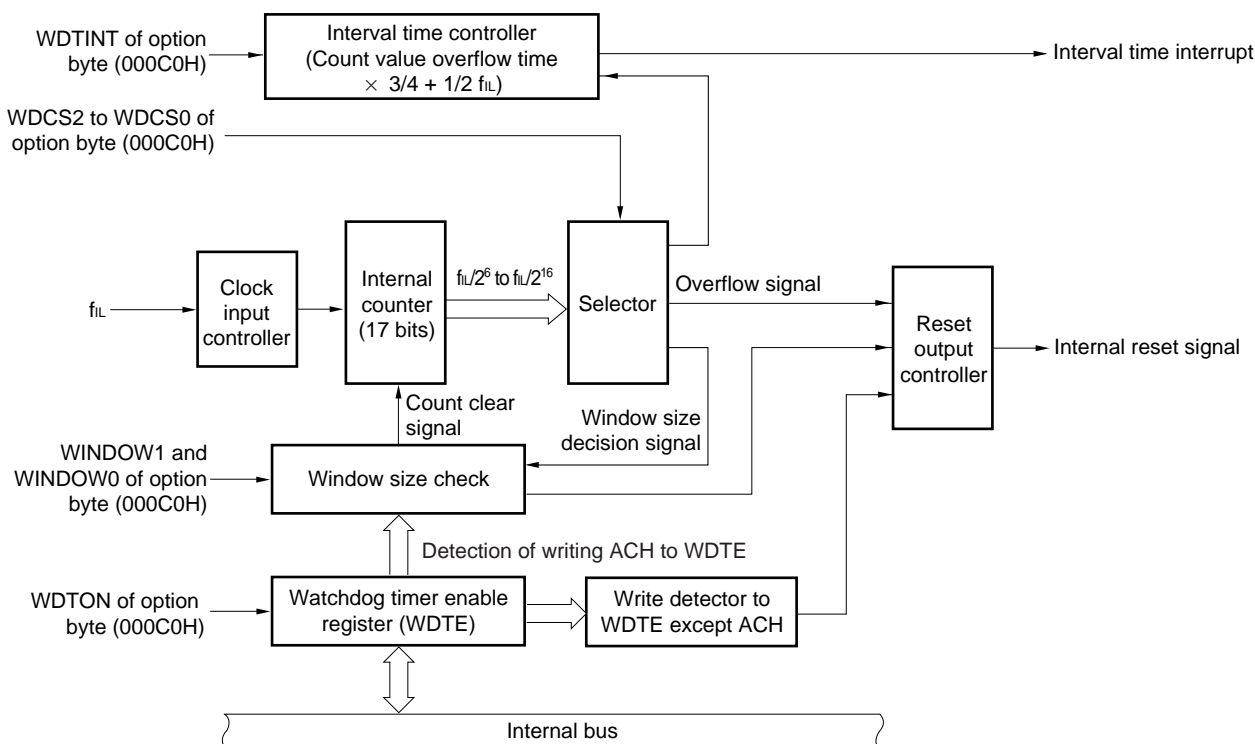 WDTINT of option
byte (000C0H)
Interval time controller
(Count value overflow time
× 3/4 + 1/2 fIL)
Interval time interrupt
WDCS2 to WDCS0 of
option byte (000C0H)
fIL
Clock
input
controller
Internal
counter
(17 bits)
fIL/2⁶ to fIL/2¹⁶
Selector
Overflow signal
Reset
output
controller
Internal reset signal
Count clear
signal
Window size
decision signal
WINDOW1 and
WINDOW0 of option
byte (000C0H)
Window size check
Detection of writing ACH to WDTE
WDTON of option
byte (000C0H)
Watchdog timer enable
register (WDTE)
Write detector to
WDTE except ACH
Internal bus